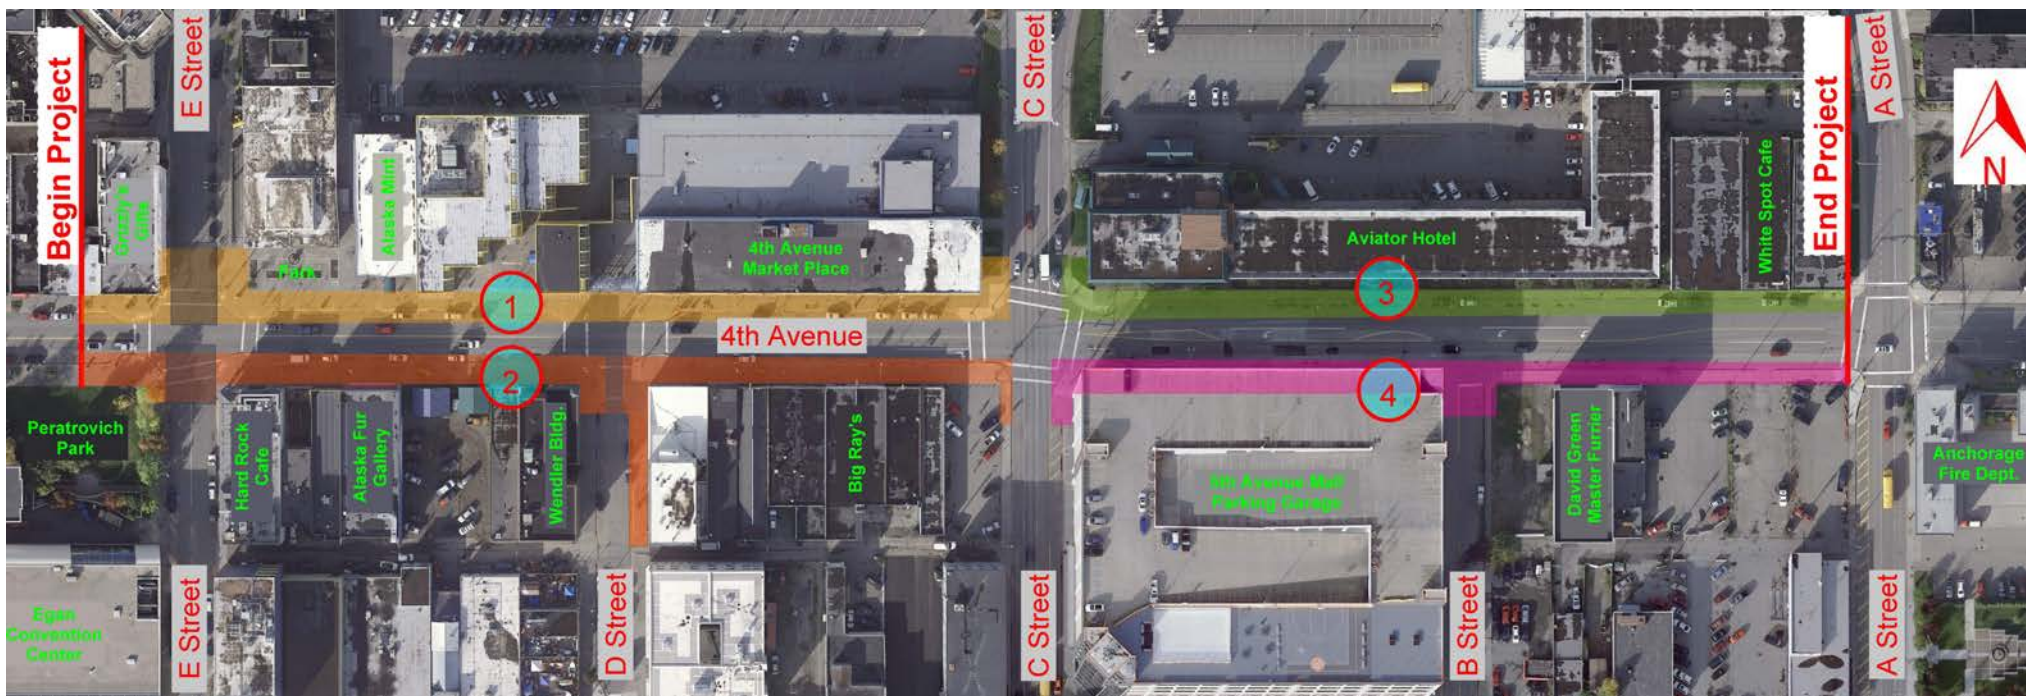 Begin Project
E Street
Grizzly's
Gifts
Park
Alaska Mint
4th Avenue
Market Place
C Street
Aviator Hotel
White Spot Cafe
End Project
A Street
N
1
3
4th Avenue
2
4
Peratrovich
Park
Hard Rock
Cafe
Alaska Fur
Gallery
Wendler Bldg.
Big Ray's
5th Avenue Mall
Parking Garage
David Green
Master Furrier
Anchorage
Fire Dept.
Egan
Convention
Center
E Street
D Street
C Street
B Street
A Street